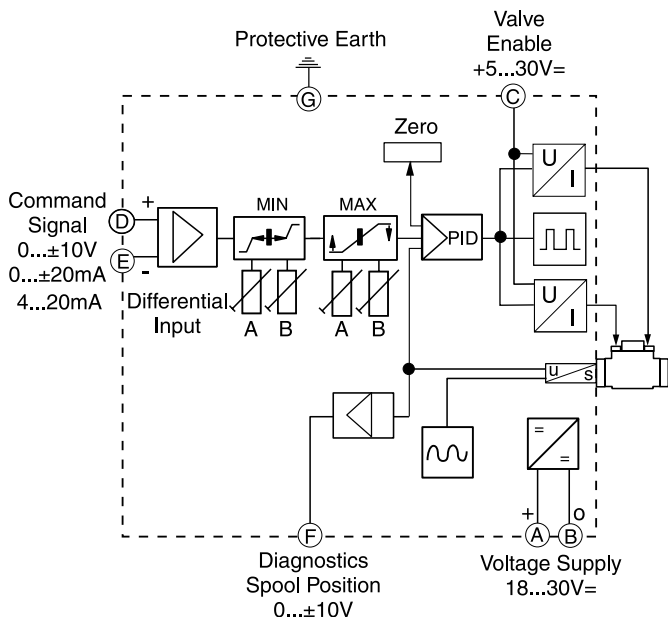 Protective Earth
G
Valve
Enable
+5...30V=
C
Zero
U
I
Command
Signal
0...±10V
0...±20mA
4...20mA
D
+
E
-
Differential
Input
MIN
A
B
MAX
A
B
PID
U
I
u
s
=
=
+
o
F
A
B
Diagnostics
Spool Position
0...±10V
Voltage Supply
18...30V=